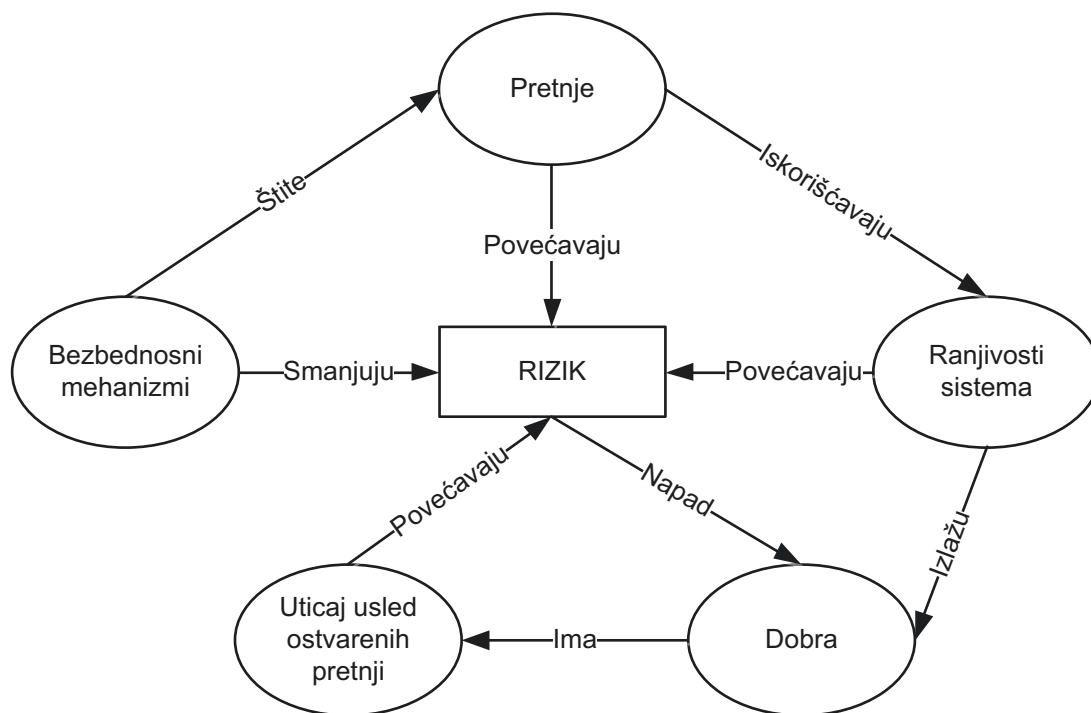 Pretnje
Štite
Iskorišćavaju
Povećavaju
Bezbednosni
mehanizmi
Smanjuju
RIZIK
Povećavaju
Ranjivosti
sistema
Povećavaju
Napad
Izlažu
Uticaj usled
ostvarenih
pretnji
Ima
Dobra